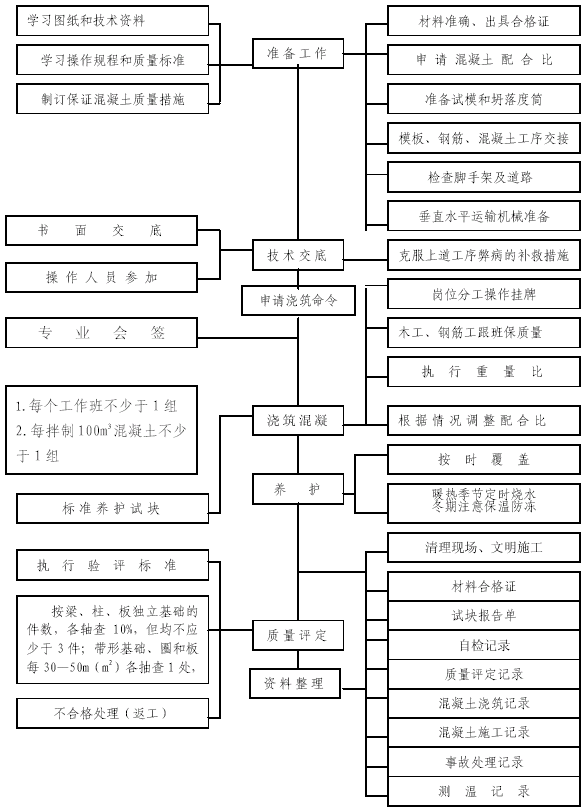 学习图纸和技术资料
学习操作规程和质量标准
制订保证混凝土质量措施
准备工作
材料准确、出具合格证
申请混凝土配合比
准备试模和坍落度筒
模板、钢筋、混凝土工序交接
检查脚手架及道路
垂直水平运输机械准备
书面交底
操作人员参加
技术交底
克服上道工序弊病的补救措施
申请浇筑命令
专业会签
岗位分工操作挂牌
木工、钢筋工跟班保质量
执行重量比
根据情况调整配合比
1.每个工作班不少于1组
2.每拌制100m³混凝土不少
于1组
浇筑混凝
标准养护试块
养护
按时覆盖
暖热季节定时烧水
冬期注意保温防冻
清理现场、文明施工
执行验评标准
按梁、柱、板独立基础的
件数，各轴查10%，但均不应
少于3件；带形基础、圈和板
每30—50m（m²）各抽查1处，
不合格处理（返工）
质量评定
资料整理
材料合格证
试块报告单
自检记录
质量评定记录
混凝土浇筑记录
混凝土施工记录
事故处理记录
测温记录